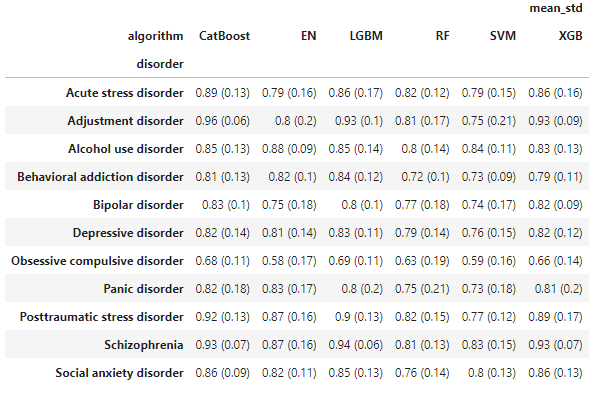 mean_std
algorithm CatBoost EN LGBM RF SVM XGB
disorder
Acute stress disorder 0.89 (0.13) 0.79 (0.16) 0.86 (0.17) 0.82 (0.12) 0.79 (0.15) 0.86 (0.16)
Adjustment disorder 0.96 (0.06) 0.8 (0.2) 0.93 (0.1) 0.81 (0.17) 0.75 (0.21) 0.93 (0.09)
Alcohol use disorder 0.85 (0.13) 0.88 (0.09) 0.85 (0.14) 0.8 (0.14) 0.84 (0.11) 0.83 (0.13)
Behavioral addiction disorder 0.81 (0.13) 0.82 (0.1) 0.84 (0.12) 0.72 (0.1) 0.73 (0.09) 0.79 (0.11)
Bipolar disorder 0.83 (0.1) 0.75 (0.18) 0.8 (0.1) 0.77 (0.18) 0.74 (0.17) 0.82 (0.09)
Depressive disorder 0.82 (0.14) 0.81 (0.14) 0.83 (0.11) 0.79 (0.14) 0.76 (0.15) 0.82 (0.12)
Obsessive compulsive disorder 0.68 (0.11) 0.58 (0.17) 0.69 (0.11) 0.63 (0.19) 0.59 (0.16) 0.66 (0.14)
Panic disorder 0.82 (0.18) 0.83 (0.17) 0.8 (0.2) 0.75 (0.21) 0.73 (0.18) 0.81 (0.2)
Posttraumatic stress disorder 0.92 (0.13) 0.87 (0.16) 0.9 (0.13) 0.82 (0.15) 0.77 (0.12) 0.89 (0.17)
Schizophrenia 0.93 (0.07) 0.87 (0.16) 0.94 (0.06) 0.81 (0.13) 0.83 (0.15) 0.93 (0.07)
Social anxiety disorder 0.86 (0.09) 0.82 (0.11) 0.85 (0.13) 0.76 (0.14) 0.8 (0.13) 0.86 (0.13)